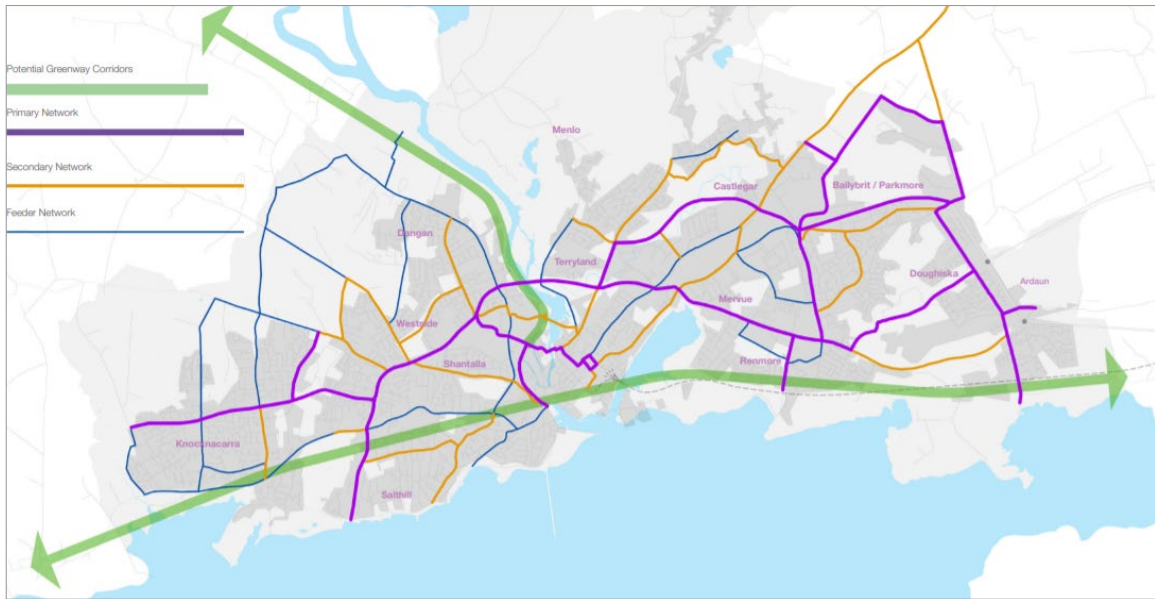 Potential Greenway Corridors
Primary Network
Secondary Network
Feeder Network
Menlo
Castlegar
Ballybrit / Parkmore
Dangan
Terryland
Doughiska
Ardaun
Mervue
Westside
Shantalla
Renmore
Knocknacarra
Salthill